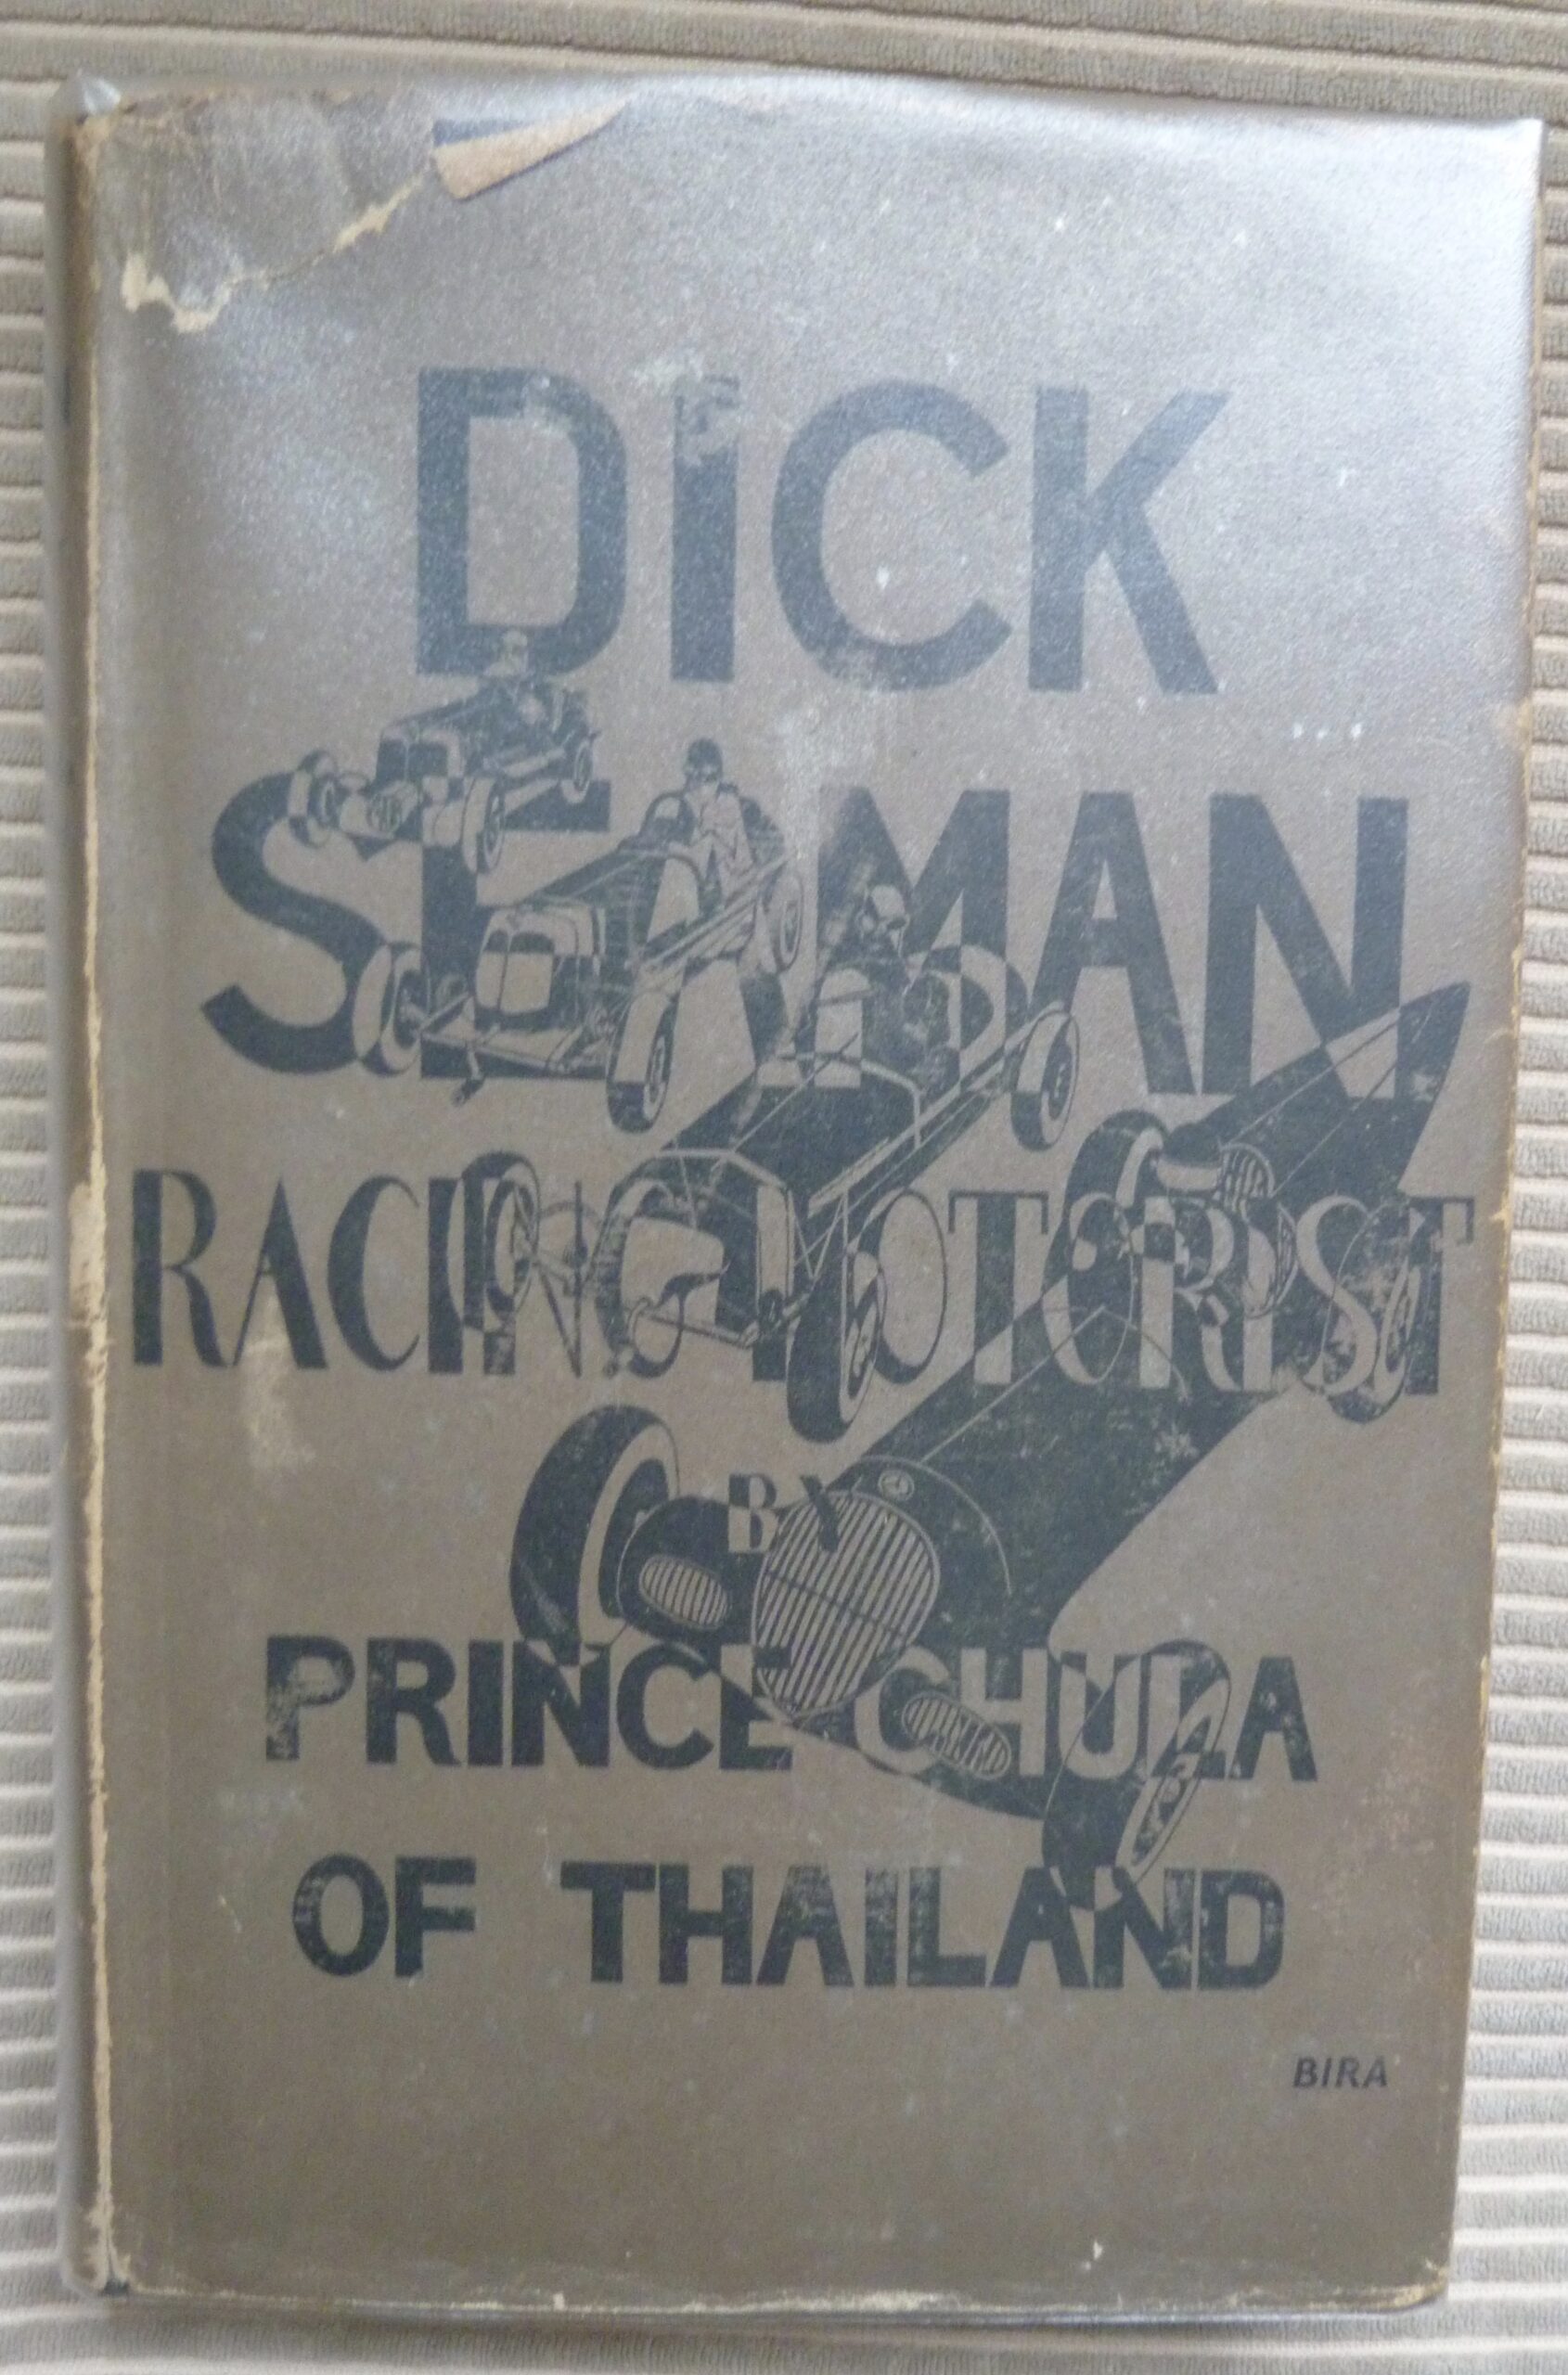 DICK
SEAMAN
RACING MOTORIST
BY
PRINCE CHULA
OF THAILAND
BIRA